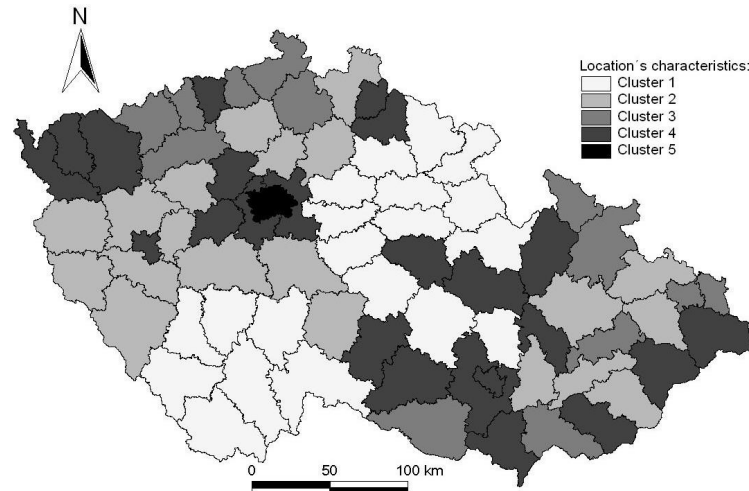 N
Location´s characteristics:
Cluster 1
Cluster 2
Cluster 3
Cluster 4
Cluster 5
0 50 100 km